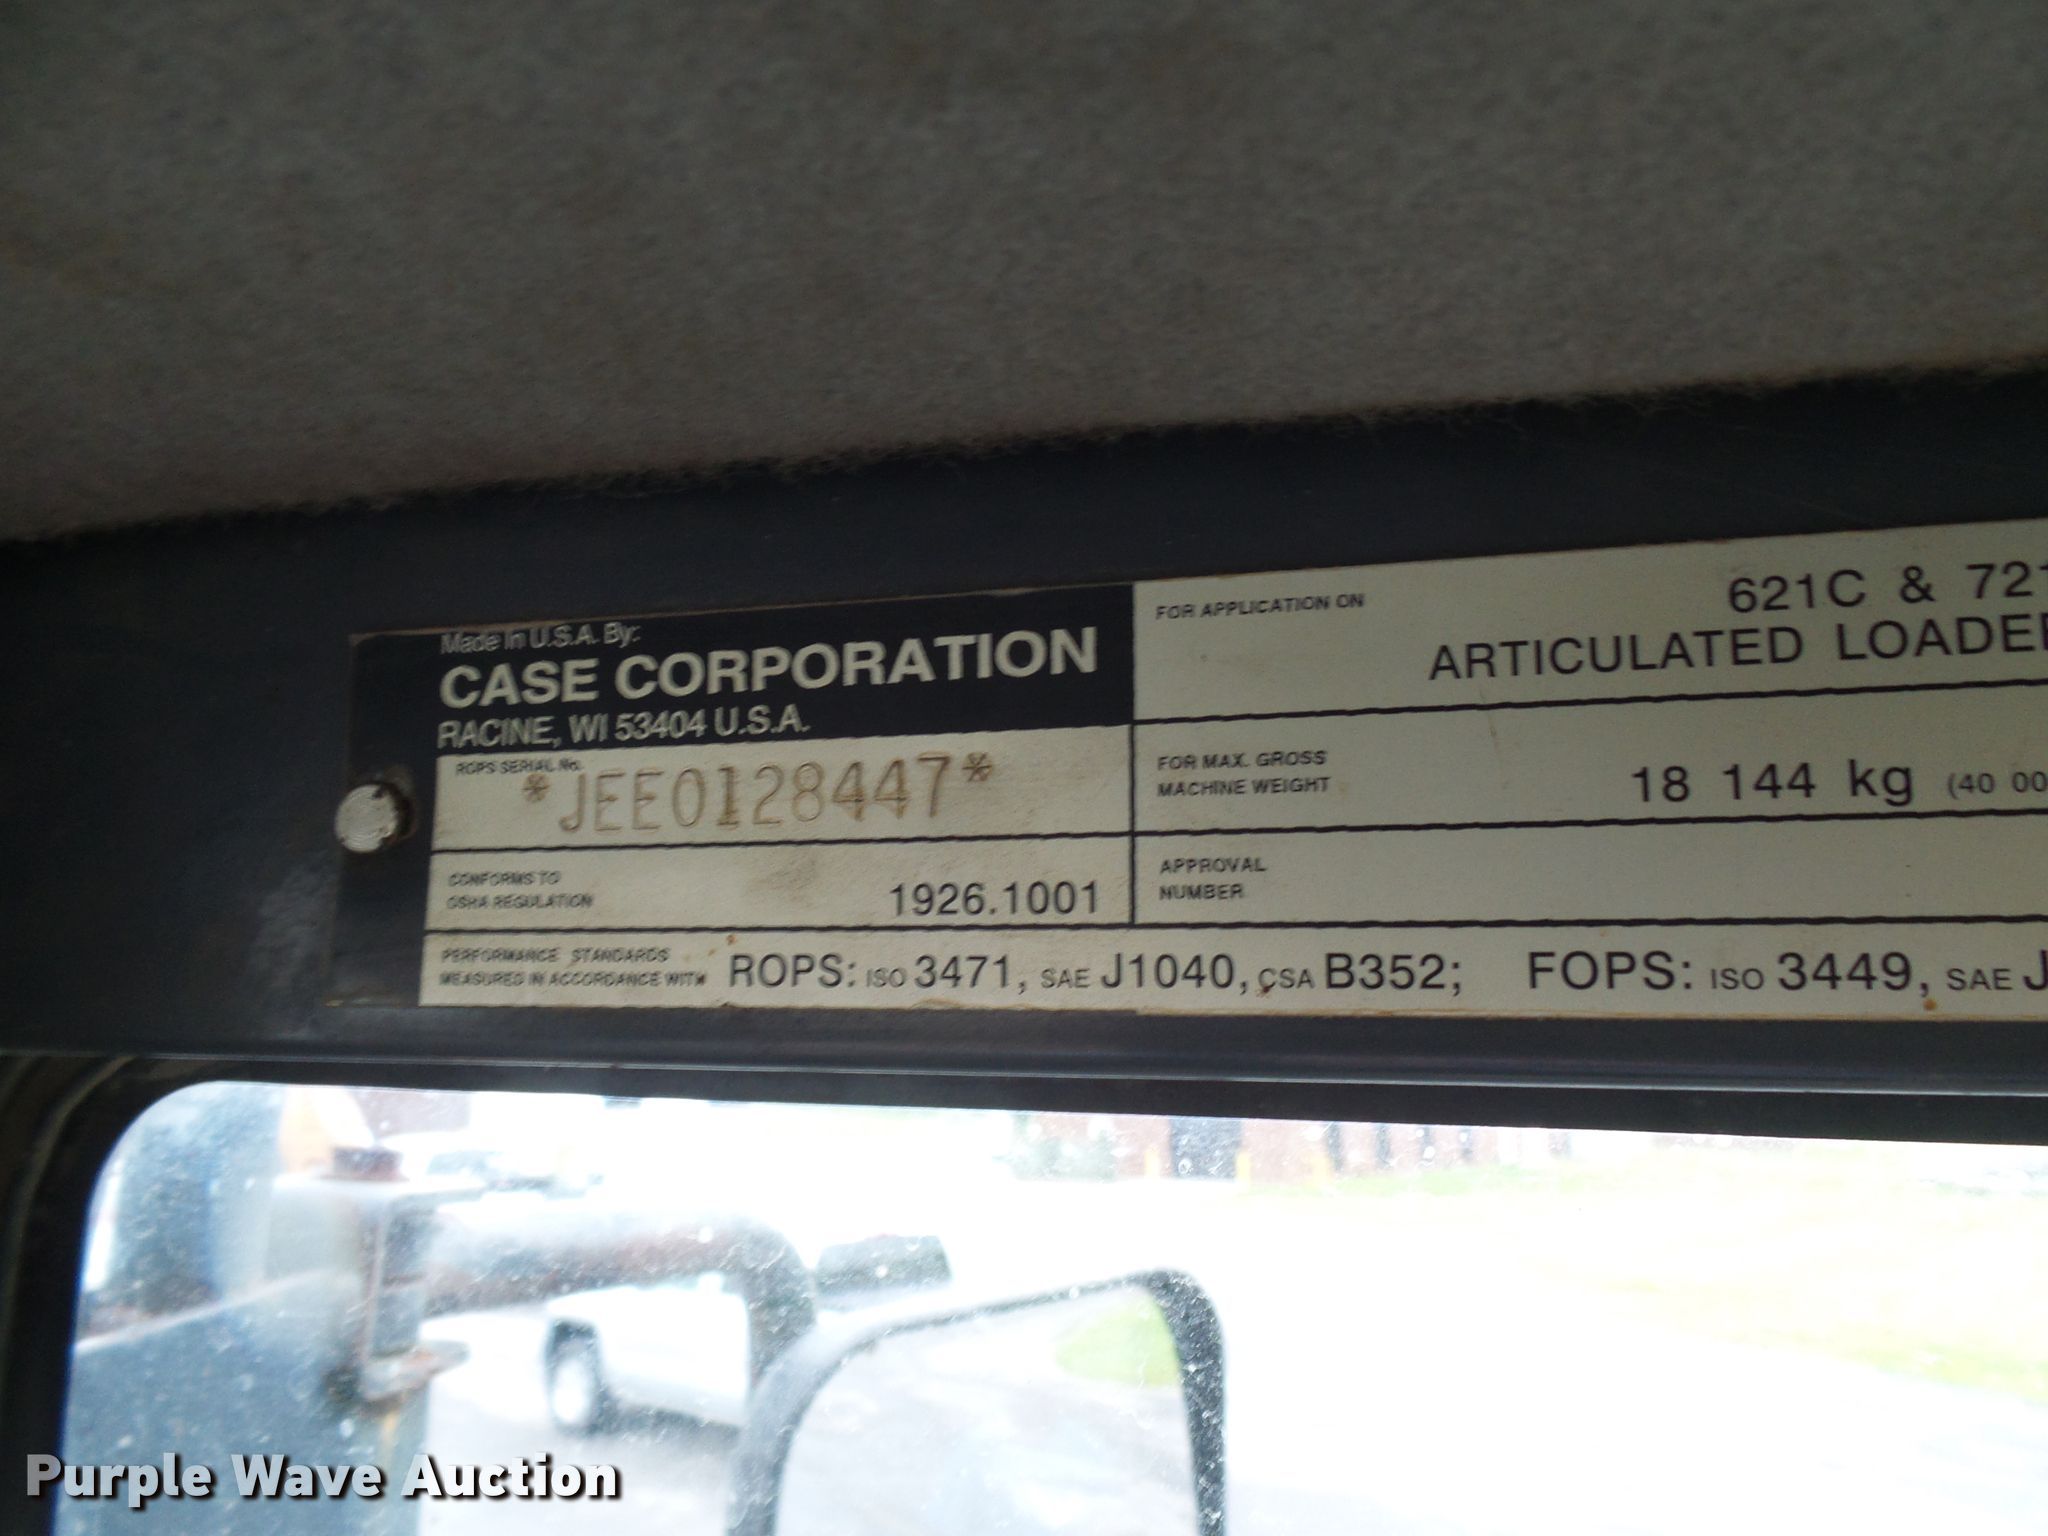 Made In U.S.A. By:
CASE CORPORATION
RACINE, WI 53404 U.S.A.
ROPS SERIAL No.
*JEE0128447*
CONFORMS TO
OSHA REGULATION
1926.1001
FOR APPLICATION ON
621C & 721
ARTICULATED LOADER
FOR MAX. GROSS
MACHINE WEIGHT
18 144 kg (40 00
APPROVAL
NUMBER
PERFORMANCE STANDARDS
MEASURED IN ACCORDANCE WITH
ROPS: ISO 3471, SAE J1040, CSA B352; FOPS: ISO 3449, SAE J
Purple Wave Auction